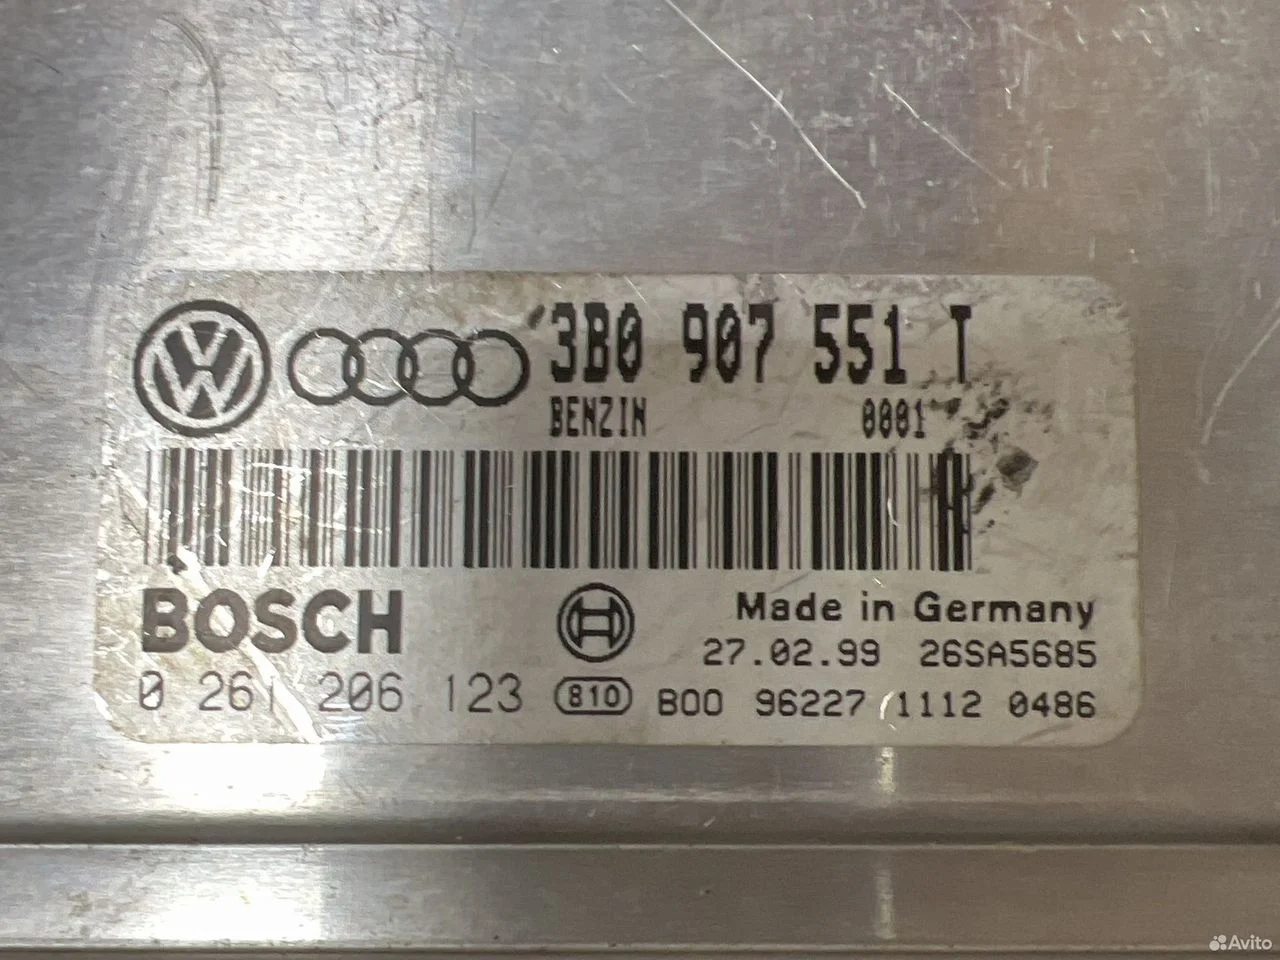 3B0 907 551 T
BENZIN 0001
BOSCH
Made in Germany
27.02.99 26SA5685
0 261 206 123 810 B00 96227 1112 0486
Avito